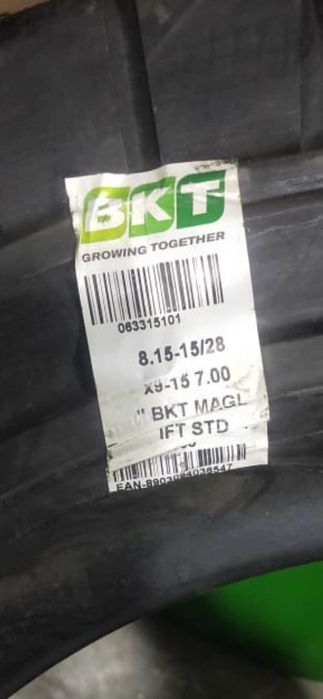 BKT
GROWING TOGETHER
063315101
8.15-15/28
X9-15 7.00
" BKT MAGL
IFT STD